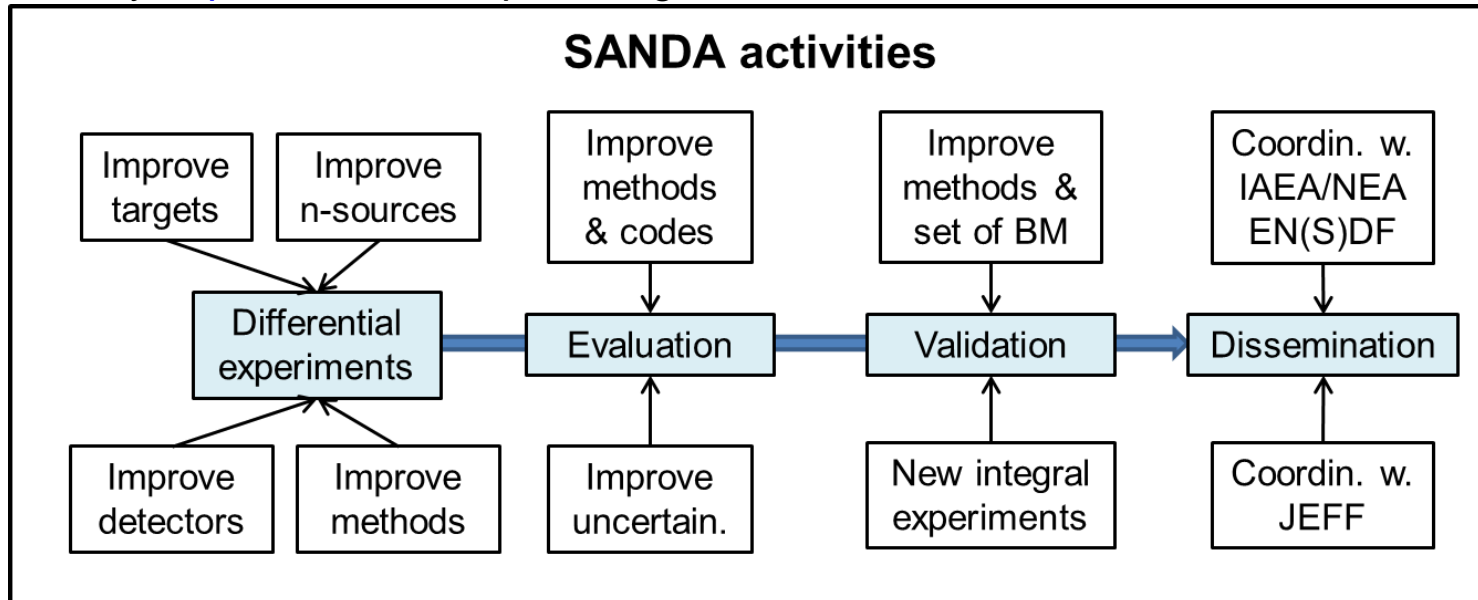 SANDA activities
Improve
targets
Improve
n-sources
Improve
methods
& codes
Improve
methods &
set of BM
Coordin. w.
IAEA/NEA
EN(S)DF
Differential
experiments
Evaluation
Validation
Dissemination
Improve
detectors
Improve
methods
Improve
uncertain.
New integral
experiments
Coordin. w.
JEFF